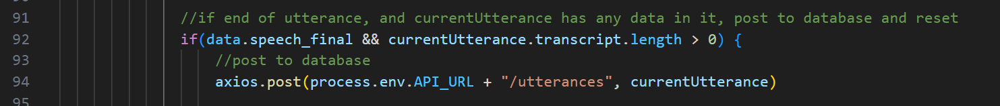 91 //if end of utterance, and currentUtterance has any data in it, post to database and reset
92 if(data.speech_final && currentUtterance.transcript.length > 0) {
93 //post to database
94 axios.post(process.env.API_URL + "/utterances", currentUtterance)
95